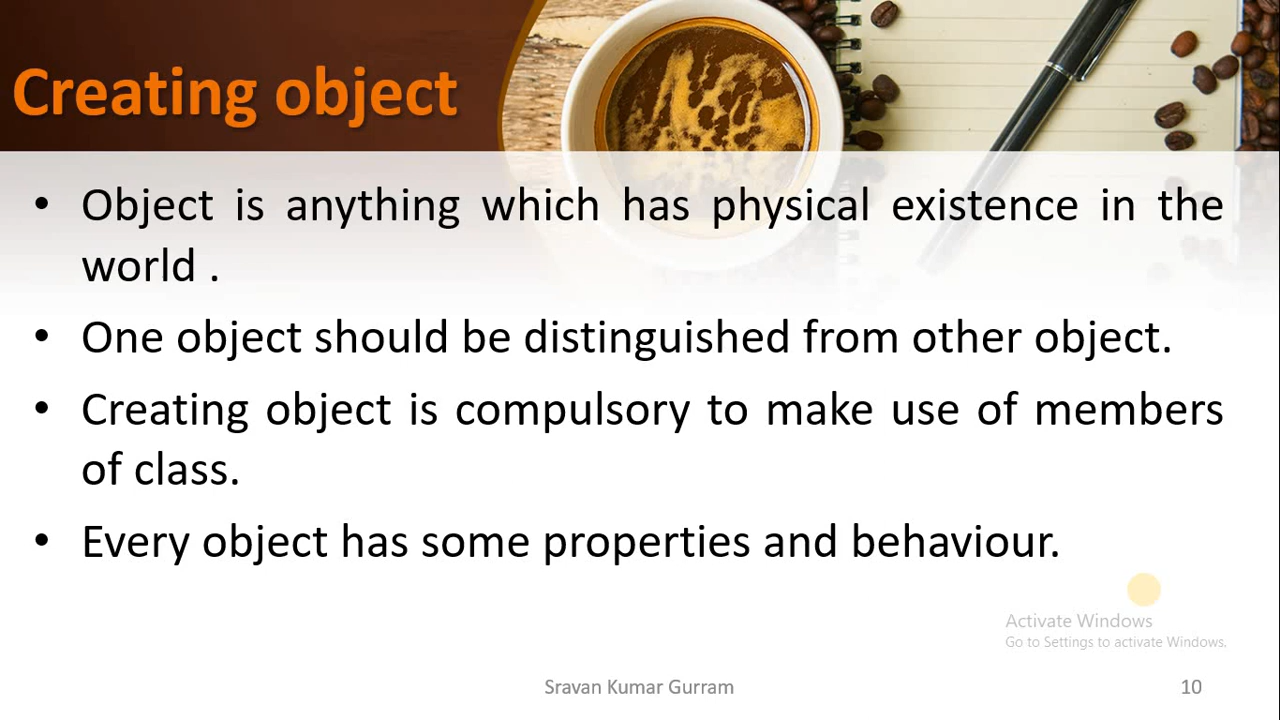 Creating object
• Object is anything which has physical existence in the
world .
• One object should be distinguished from other object.
• Creating object is compulsory to make use of members
of class.
• Every object has some properties and behaviour.
Activate Windows
Go to Settings to activate Windows.
Sravan Kumar Gurram
10